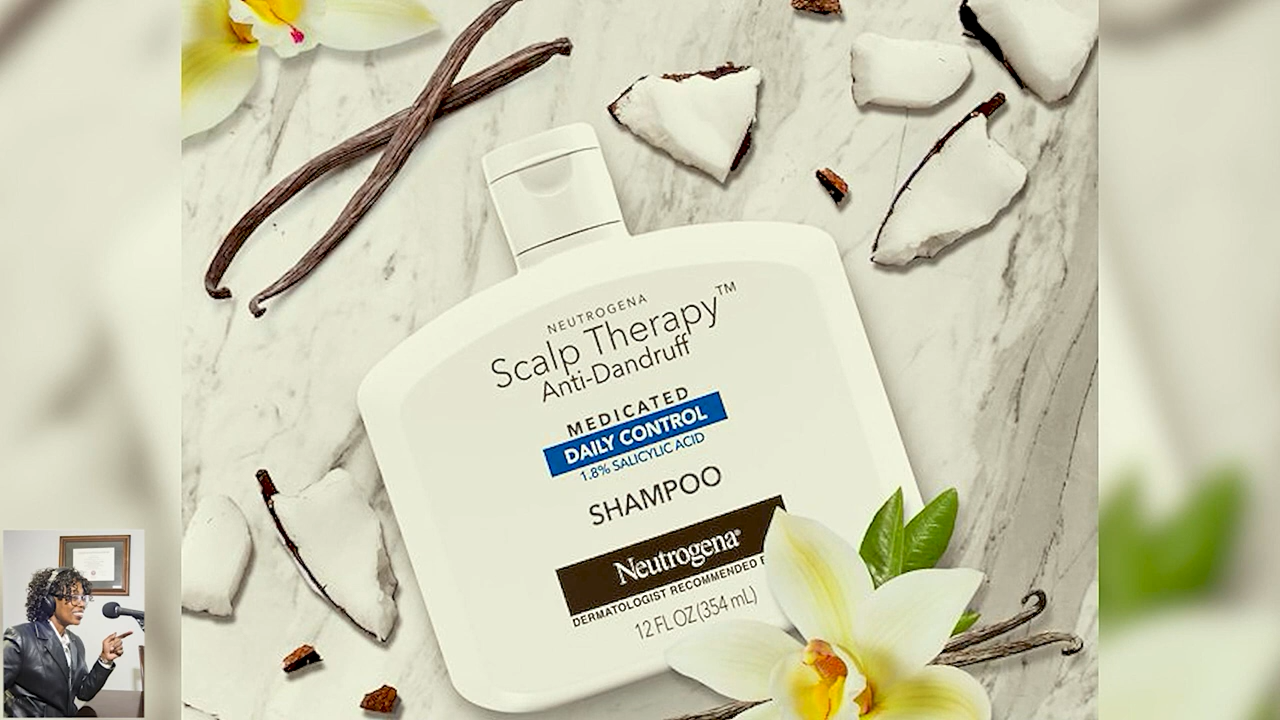 NEUTROGENA
Scalp Therapy™
Anti-Dandruff
MEDICATED
DAILY CONTROL
1.8% SALICYLIC ACID
SHAMPOO
Neutrogena®
DERMATOLOGIST RECOMMENDED
12 FL OZ (354 mL)